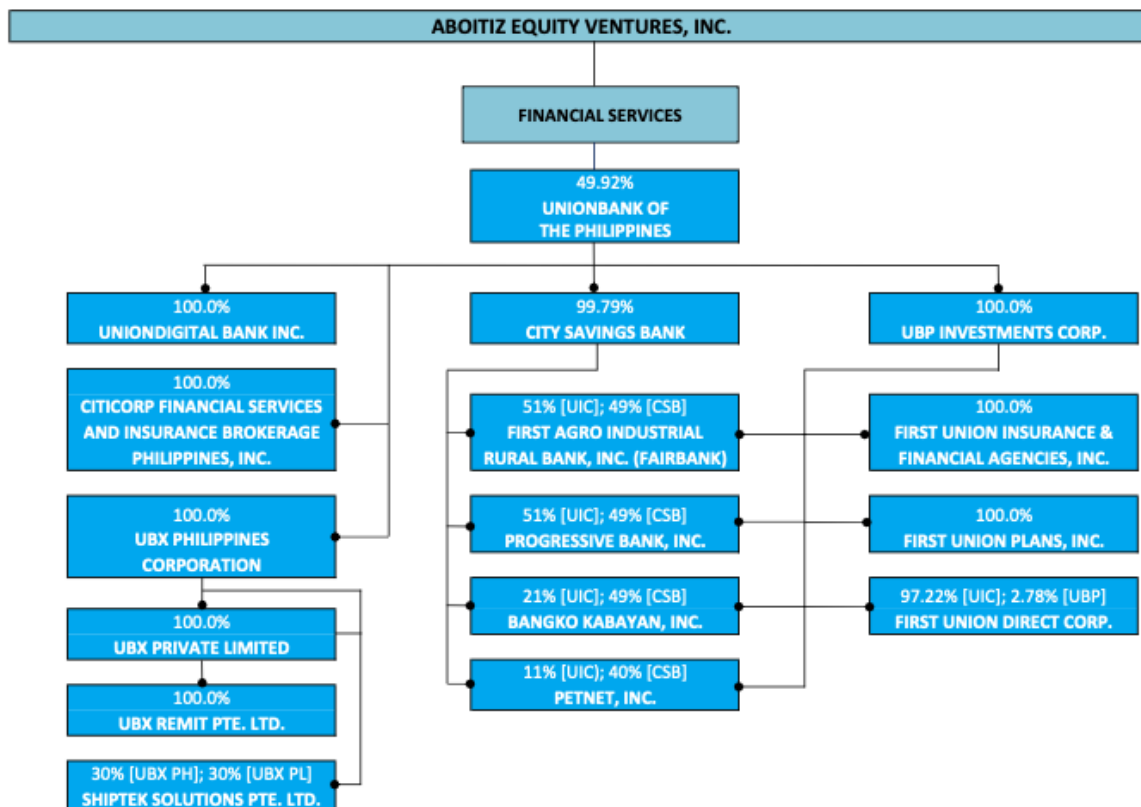 ABOITIZ EQUITY VENTURES, INC.
FINANCIAL SERVICES
49.92%
UNIONBANK OF
THE PHILIPPINES
100.0%
UNIONDIGITAL BANK INC.
100.0%
CITICORP FINANCIAL SERVICES
AND INSURANCE BROKERAGE
PHILIPPINES, INC.
100.0%
UBX PHILIPPINES
CORPORATION
100.0%
UBX PRIVATE LIMITED
100.0%
UBX REMIT PTE. LTD.
30% [UBX PH]; 30% [UBX PL]
SHIPTEK SOLUTIONS PTE. LTD.
99.79%
CITY SAVINGS BANK
51% [UIC]; 49% [CSB]
FIRST AGRO INDUSTRIAL
RURAL BANK, INC. (FAIRBANK)
51% [UIC]; 49% [CSB]
PROGRESSIVE BANK, INC.
21% [UIC]; 49% [CSB]
BANGKO KABAYAN, INC.
11% [UIC); 40% [CSB]
PETNET, INC.
100.0%
UBP INVESTMENTS CORP.
100.0%
FIRST UNION INSURANCE &
FINANCIAL AGENCIES, INC.
100.0%
FIRST UNION PLANS, INC.
97.22% [UIC]; 2.78% [UBP]
FIRST UNION DIRECT CORP.